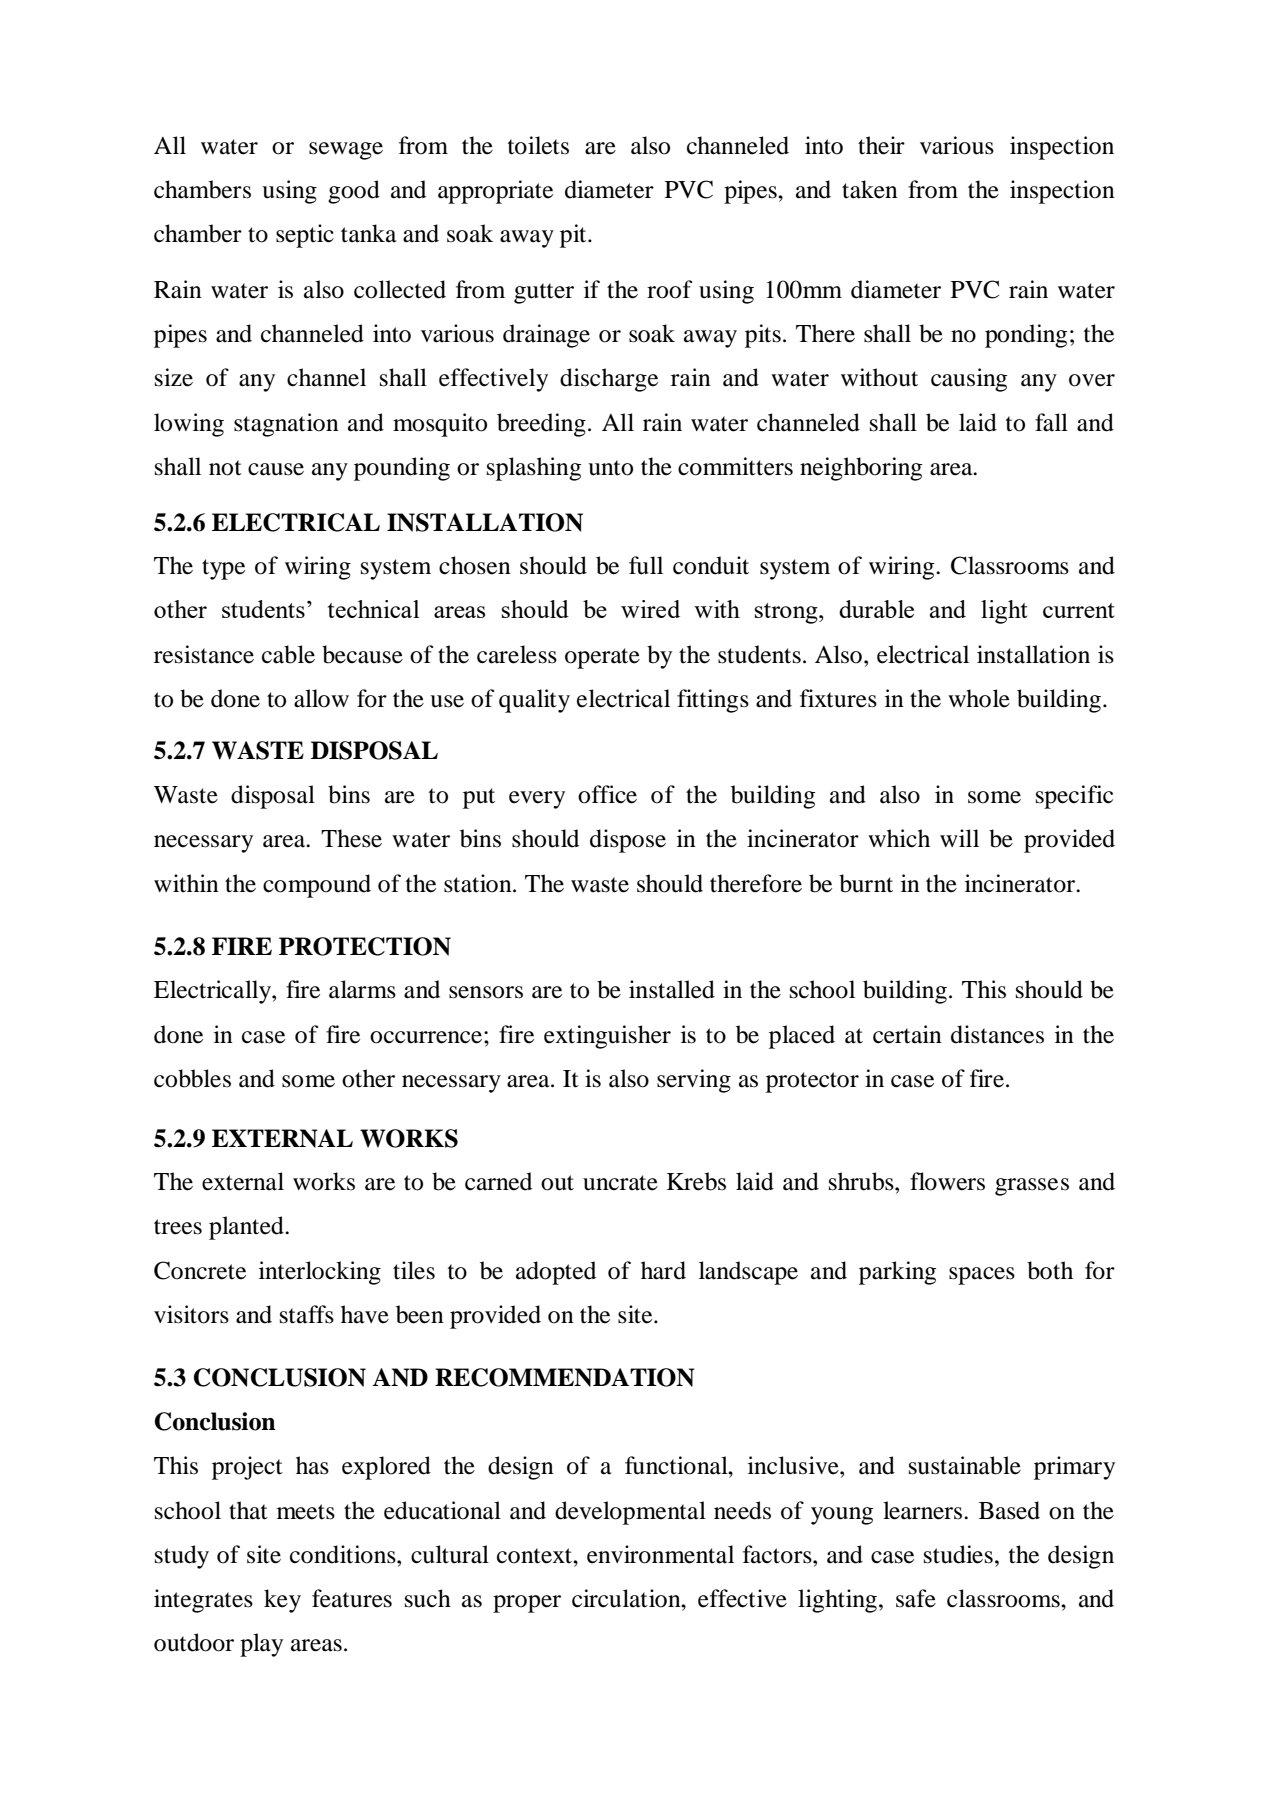 All water or sewage from the toilets are also channeled into their various inspection
chambers using good and appropriate diameter PVC pipes, and taken from the inspection
chamber to septic tanka and soak away pit.
Rain water is also collected from gutter if the roof using 100mm diameter PVC rain water
pipes and channeled into various drainage or soak away pits. There shall be no ponding; the
size of any channel shall effectively discharge rain and water without causing any over
lowing stagnation and mosquito breeding. All rain water channeled shall be laid to fall and
shall not cause any pounding or splashing unto the committers neighboring area.
5.2.6 ELECTRICAL INSTALLATION
The type of wiring system chosen should be full conduit system of wiring. Classrooms and
other students’ technical areas should be wired with strong, durable and light current
resistance cable because of the careless operate by the students. Also, electrical installation is
to be done to allow for the use of quality electrical fittings and fixtures in the whole building.
5.2.7 WASTE DISPOSAL
Waste disposal bins are to put every office of the building and also in some specific
necessary area. These water bins should dispose in the incinerator which will be provided
within the compound of the station. The waste should therefore be burnt in the incinerator.
5.2.8 FIRE PROTECTION
Electrically, fire alarms and sensors are to be installed in the school building. This should be
done in case of fire occurrence; fire extinguisher is to be placed at certain distances in the
cobbles and some other necessary area. It is also serving as protector in case of fire.
5.2.9 EXTERNAL WORKS
The external works are to be carned out uncrate Krebs laid and shrubs, flowers grasses and
trees planted.
Concrete interlocking tiles to be adopted of hard landscape and parking spaces both for
visitors and staffs have been provided on the site.
5.3 CONCLUSION AND RECOMMENDATION
Conclusion
This project has explored the design of a functional, inclusive, and sustainable primary
school that meets the educational and developmental needs of young learners. Based on the
study of site conditions, cultural context, environmental factors, and case studies, the design
integrates key features such as proper circulation, effective lighting, safe classrooms, and
outdoor play areas.